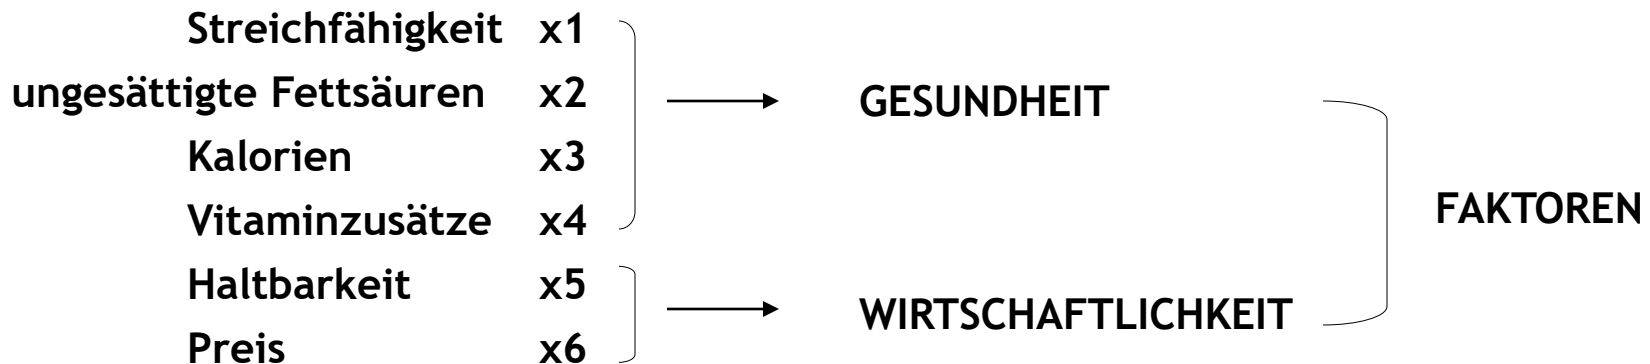 Streichfähigkeit x1
ungesättigte Fettsäuren x2
GESUNDHEIT
Kalorien x3
Vitaminzusätze x4
FAKTOREN
Haltbarkeit x5
WIRTSCHAFTLICHKEIT
Preis x6